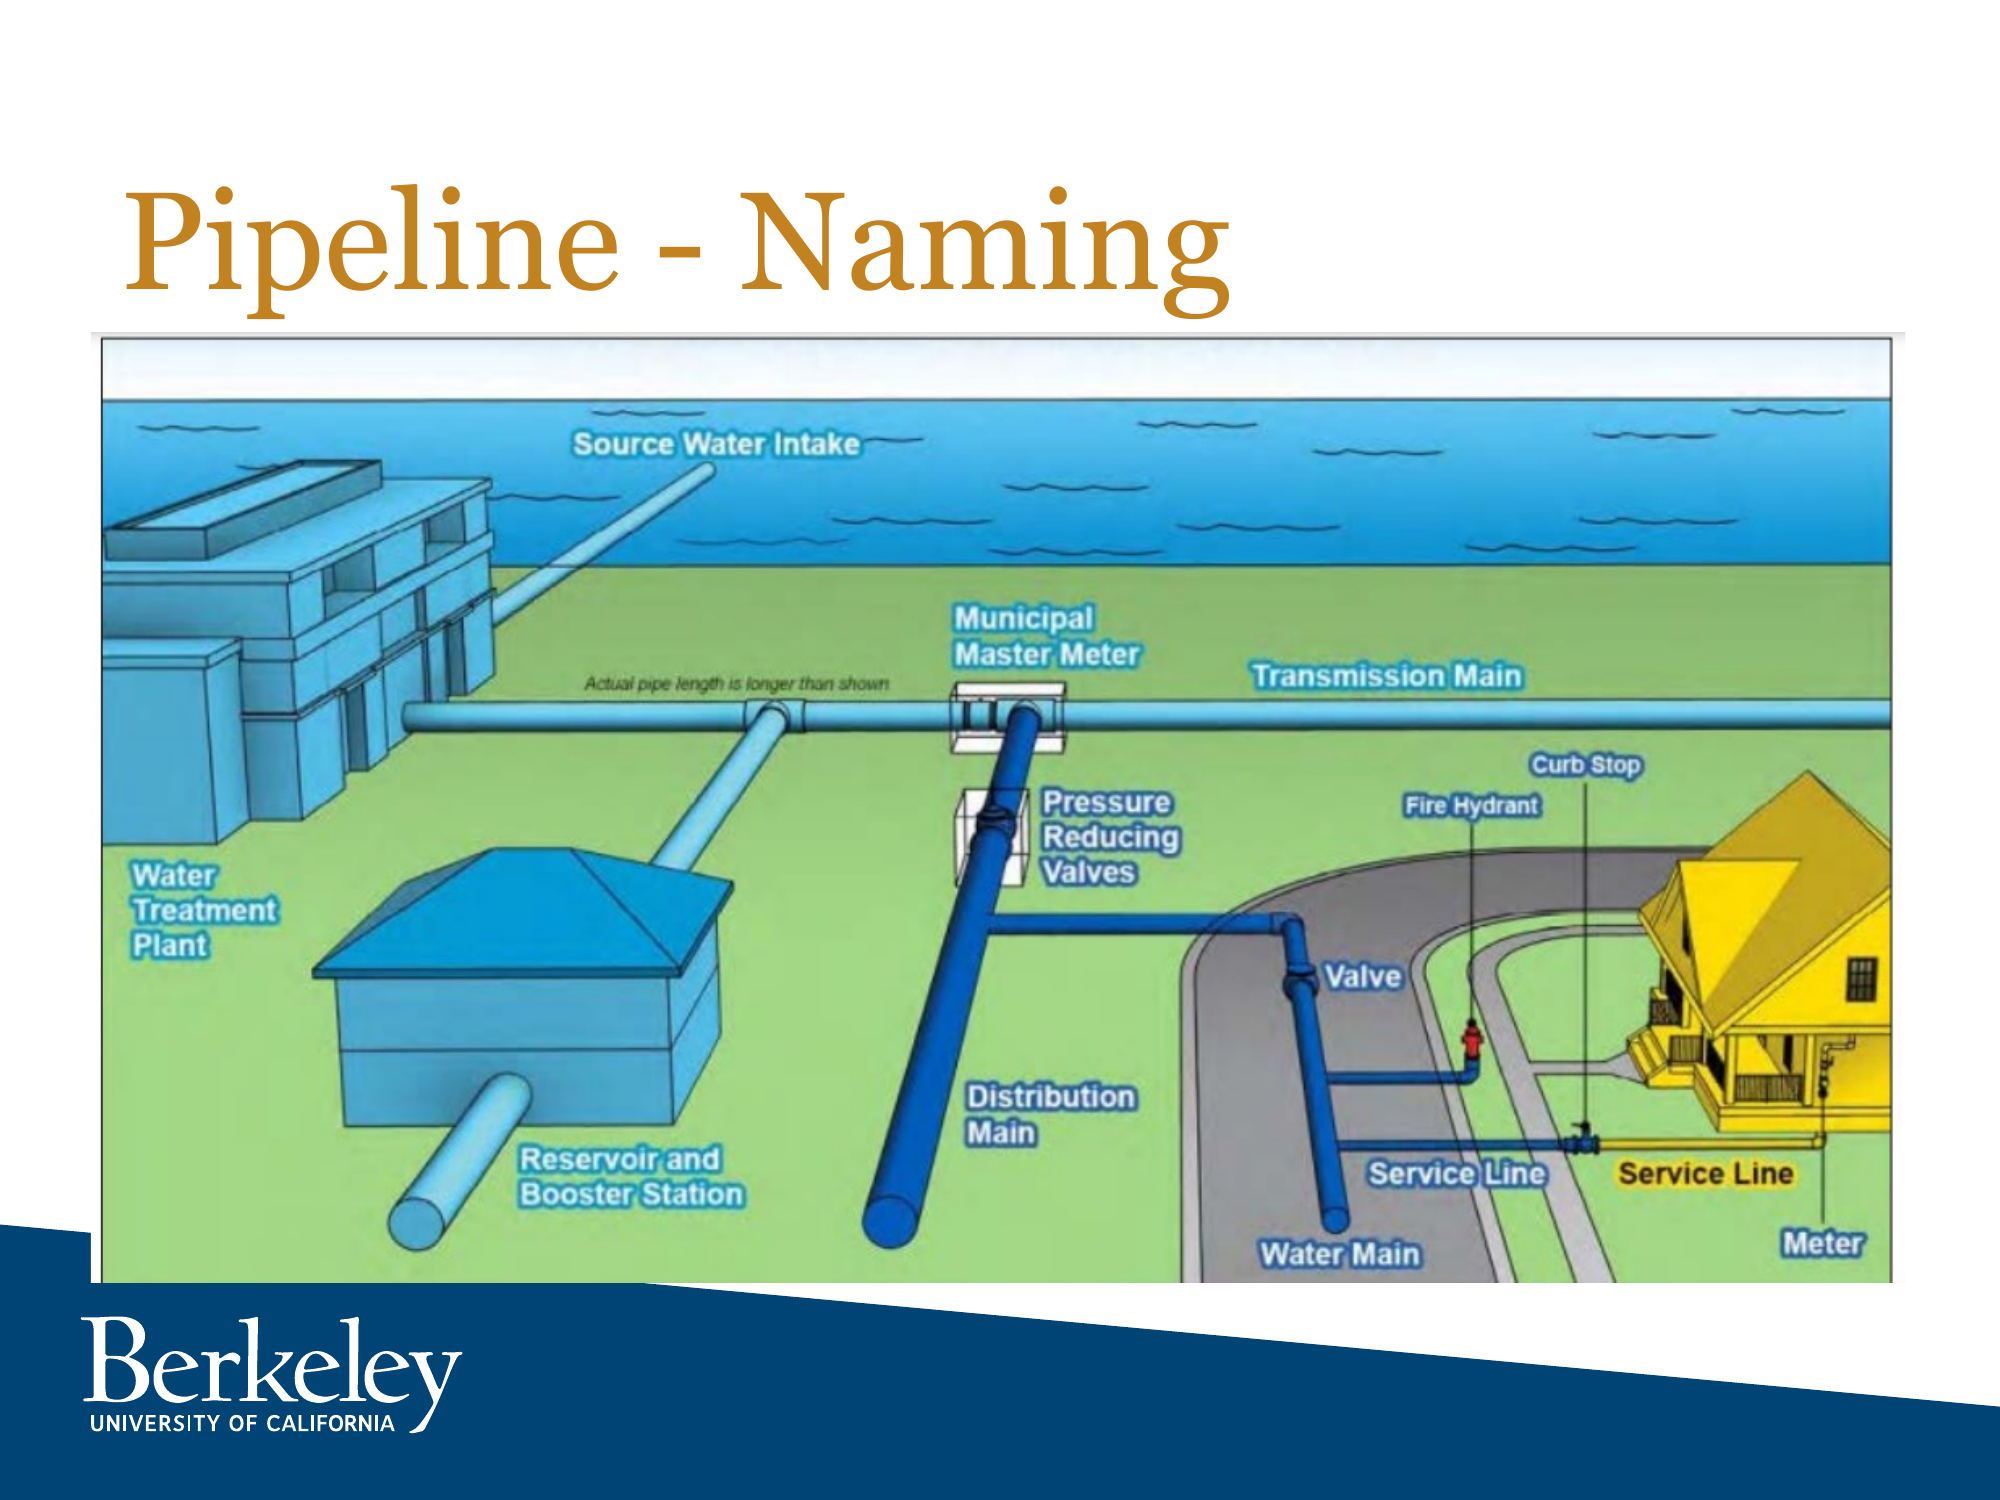 Pipeline - Naming
Source Water Intake
Municipal
Master Meter
Transmission Main
Actual pipe length is longer than shown
Curb Stop
Fire Hydrant
Pressure
Reducing
Valves
Water
Treatment
Plant
Valve
Distribution
Main
Reservoir and
Booster Station
Service Line
Service Line
Water Main
Meter
Berkeley
UNIVERSITY OF CALIFORNIA